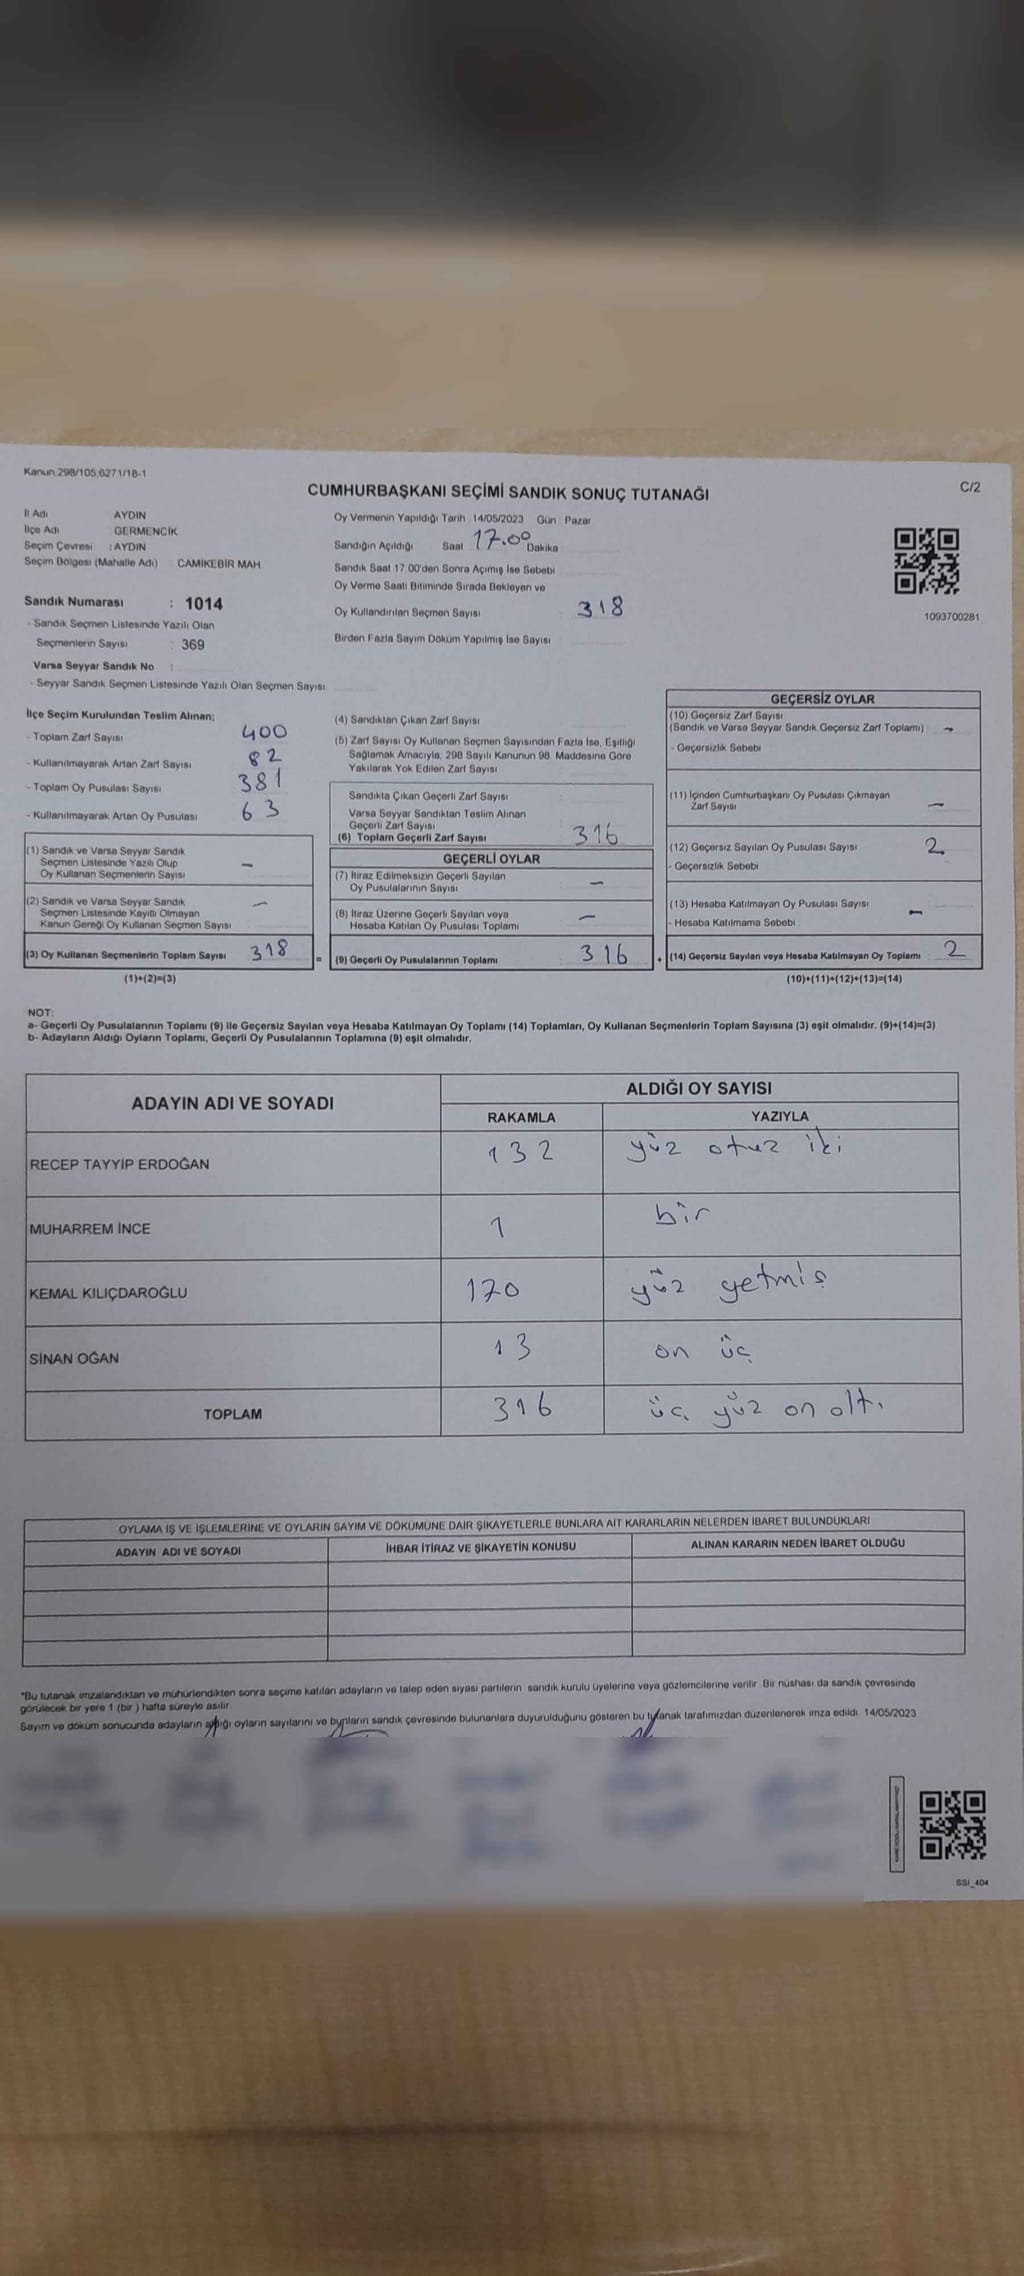 Kanun;298/105;6271/18-1
CUMHURBAŞKANI SEÇİMİ SANDIK SONUÇ TUTANAĞI
C/2
İl Adı : AYDIN
İlçe Adı : GERMENCİK
Seçim Çevresi : AYDIN
Seçim Bölgesi (Mahalle Adı) : CAMİKEBİR MAH.
Sandık Numarası : 1014
- Sandık Seçmen Listesinde Yazılı Olan
Seçmenlerin Sayısı : 369
Varsa Seyyar Sandık No :
- Seyyar Sandık Seçmen Listesinde Yazılı Olan Seçmen Sayısı
Oy Vermenin Yapıldığı Tarih 14/05/2023 Gün : Pazar
Sandığın Açıldığı Saat 17.00 Dakika
Sandık Saat 17.00'den Sonra Açımış İse Sebebi
Oy Verme Saati Bitiminde Sırada Bekleyen ve
Oy Kullandırılan Seçmen Sayısı 318
Birden Fazla Sayım Döküm Yapılmış İse Sayısı
1093700281
İlçe Seçim Kurulundan Teslim Alınan;
- Toplam Zarf Sayısı 400
- Kullanılmayarak Artan Zarf Sayısı 82
- Toplam Oy Pusulası Sayısı 381
- Kullanılmayarak Artan Oy Pusulası 63
(1) Sandık ve Varsa Seyyar Sandık
Seçmen Listesinde Yazılı Olup
Oy Kullanan Seçmenlerin Sayısı —
(2) Sandık ve Varsa Seyyar Sandık
Seçmen Listesinde Kayıtlı Olmayan
Kanun Gereği Oy Kullanan Seçmen Sayısı —
(3) Oy Kullanan Seçmenlerin Toplam Sayısı 318
(1)+(2)=(3)
=
(4) Sandıktan Çıkan Zarf Sayısı
(5) Zarf Sayısı Oy Kullanan Seçmen Sayısından Fazla İse, Eşitliği
Sağlamak Amacıyla, 298 Sayılı Kanunun 98. Maddesine Göre
Yakılarak Yok Edilen Zarf Sayısı
Sandıkta Çıkan Geçerli Zarf Sayısı
Varsa Seyyar Sandıktan Teslim Alınan
Geçerli Zarf Sayısı
(6) Toplam Geçerli Zarf Sayısı 316
GEÇERLİ OYLAR
(7) İtiraz Edilmeksizin Geçerli Sayılan
Oy Pusulalarının Sayısı —
(8) İtiraz Üzerine Geçerli Sayılan veya
Hesaba Katılan Oy Pusulası Toplamı —
(9) Geçerli Oy Pusulalarının Toplamı 316
+
GEÇERSİZ OYLAR
(10) Geçersiz Zarf Sayısı
(Sandık ve Varsa Seyyar Sandık Geçersiz Zarf Toplamı) —
- Geçersizlik Sebebi
(11) İçinden Cumhurbaşkanı Oy Pusulası Çıkmayan
Zarf Sayısı —
(12) Geçersiz Sayılan Oy Pusulası Sayısı 2
- Geçersizlik Sebebi
(13) Hesaba Katılmayan Oy Pusulası Sayısı —
- Hesaba Katılmama Sebebi
(14) Geçersiz Sayılan veya Hesaba Katılmayan Oy Toplamı 2
(10)+(11)+(12)+(13)=(14)
NOT:
a- Geçerli Oy Pusulalarının Toplamı (9) ile Geçersiz Sayılan veya Hesaba Katılmayan Oy Toplamı (14) Toplamları, Oy Kullanan Seçmenlerin Toplam Sayısına (3) eşit olmalıdır. (9)+(14)=(3)
b- Adayların Aldığı Oyların Toplamı, Geçerli Oy Pusulalarının Toplamına (9) eşit olmalıdır.
ADAYIN ADI VE SOYADI
ALDIĞI OY SAYISI
RAKAMLA YAZIYLA
RECEP TAYYİP ERDOĞAN 132 yüz otuz iki
MUHARREM İNCE 1 bir
KEMAL KILIÇDAROĞLU 170 yüz yetmiş
SİNAN OĞAN 13 on üç
TOPLAM 316 üç yüz on altı
OYLAMA İŞ VE İŞLEMLERİNE VE OYLARIN SAYIM VE DÖKÜMÜNE DAİR ŞİKAYETLERLE BUNLARA AİT KARARLARIN NELERDEN İBARET BULUNDUKLARI
ADAYIN ADI VE SOYADI İHBAR İTİRAZ VE ŞİKAYETİN KONUSU ALINAN KARARIN NEDEN İBARET OLDUĞU
"Bu tutanak imzalandıktan ve mühürlendikten sonra seçime katılan adayların ve talep eden siyasi partilerin sandık kurulu üyelerine veya gözlemcilerine verilir. Bir nüshası da sandık çevresinde
görülecek bir yere 1 (bir ) hafta süreyle asılır.
Sayım ve döküm sonucunda adayların aldığı oyların sayılarını ve bunların sandık çevresinde bulunanlara duyurulduğunu gösteren bu tutanak tarafımızdan düzenlenerek imza edildi. 14/05/2023
SSI_404